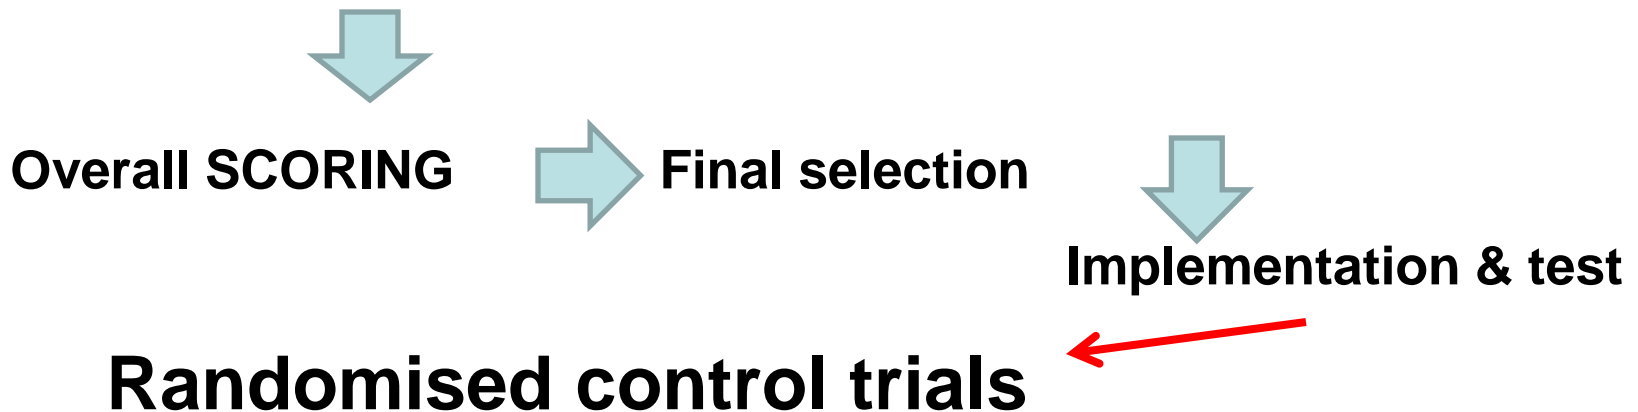 Overall SCORING
Final selection
Implementation & test
Randomised control trials